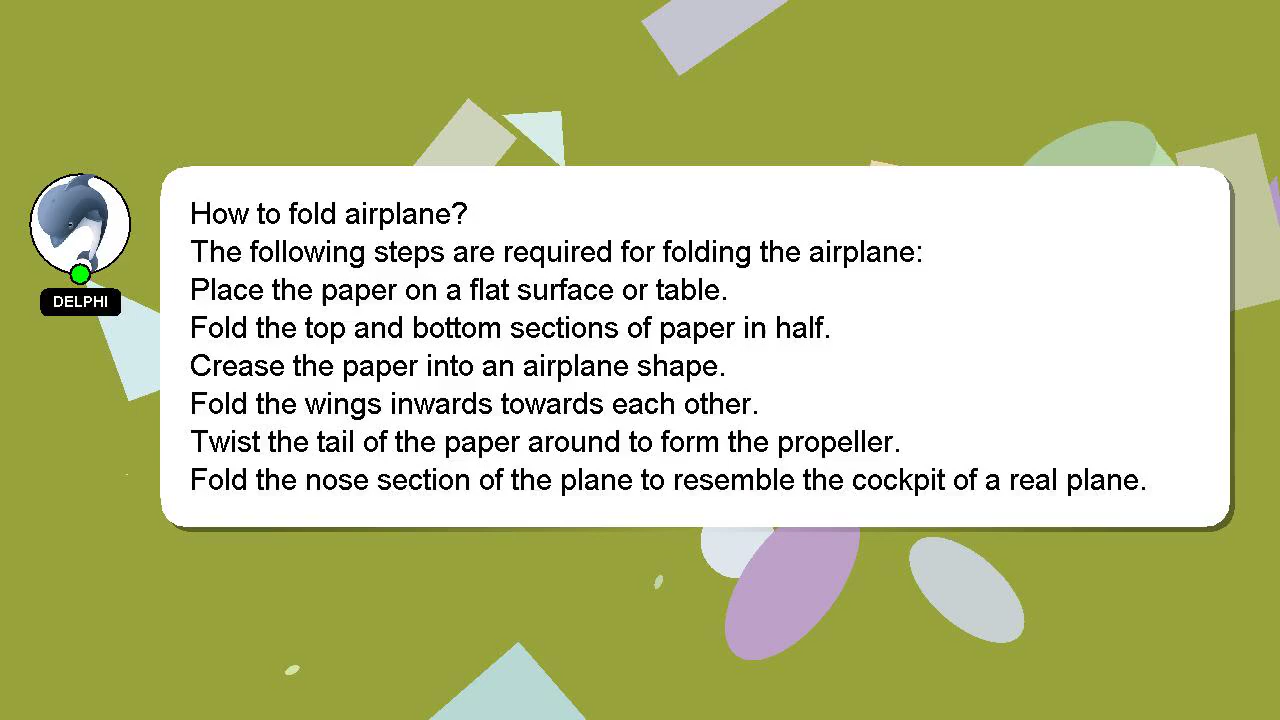 How to fold airplane?
The following steps are required for folding the airplane:
Place the paper on a flat surface or table.
Fold the top and bottom sections of paper in half.
Crease the paper into an airplane shape.
Fold the wings inwards towards each other.
Twist the tail of the paper around to form the propeller.
Fold the nose section of the plane to resemble the cockpit of a real plane.
DELPHI